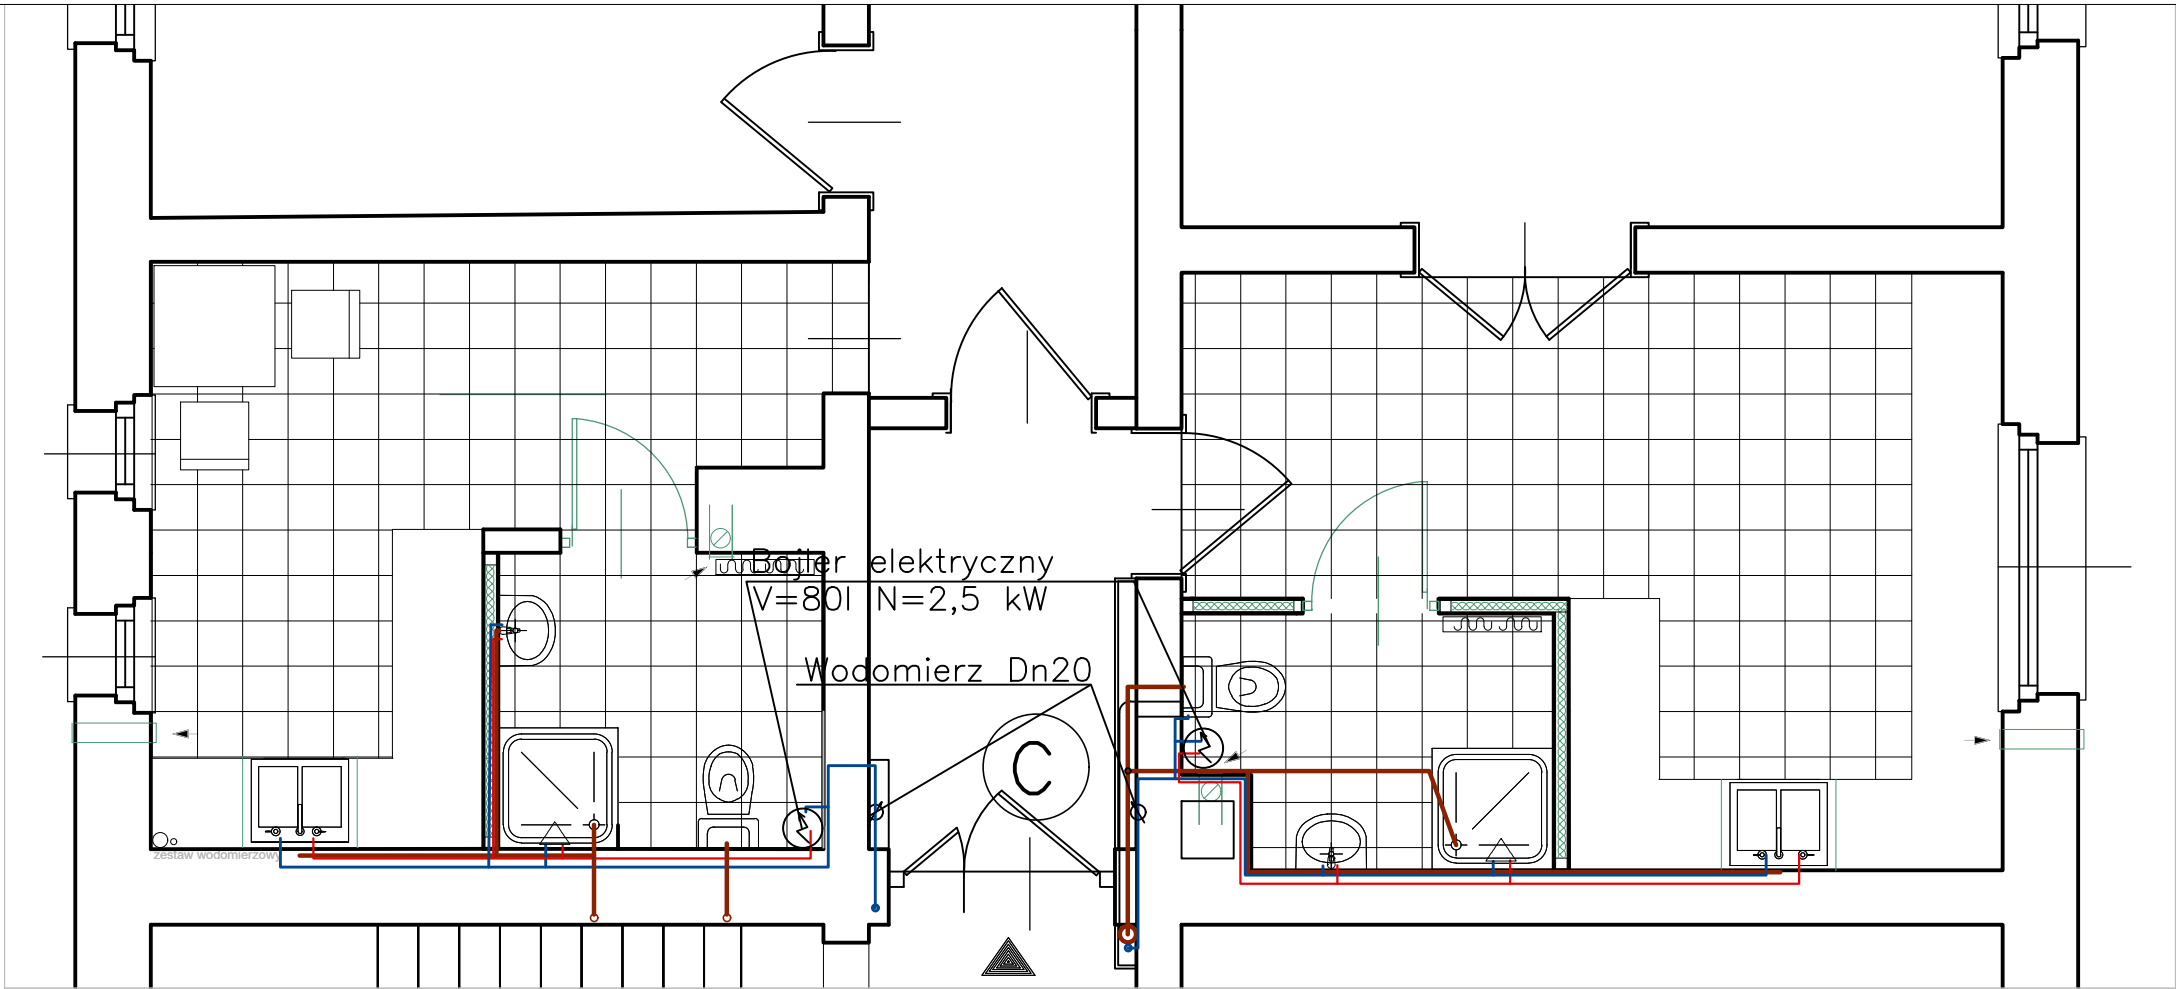 Bojler elektryczny
V=80l N=2,5 kW
Wodomierz Dn20
C
zestaw wodomierzowy